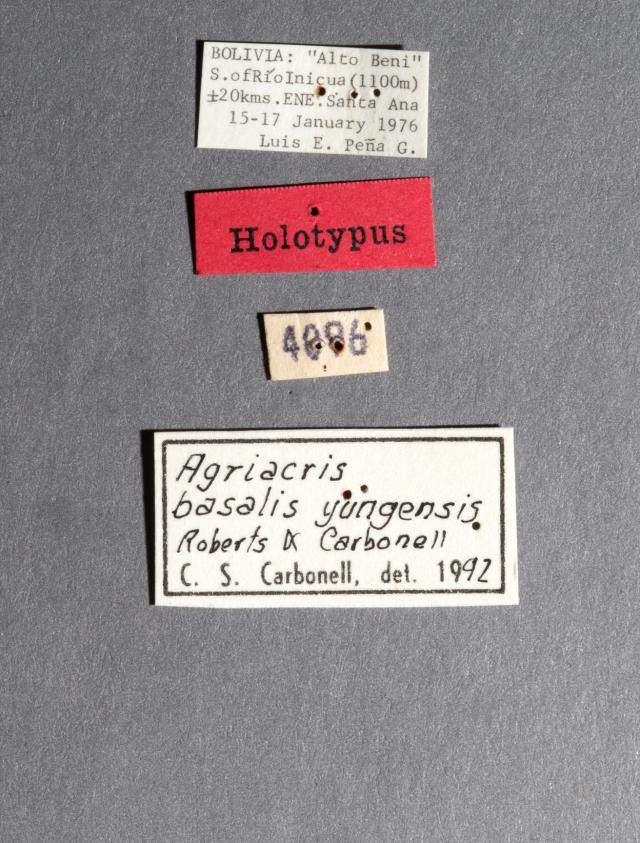 BOLIVIA: "Alto Beni"
S.ofRíoInicua(1100m)
±20kms.ENE.Santa Ana
15-17 January 1976
Luis E. Peña G.
Holotypus
4096
Agriacris
basalis yungensis
Roberts & Carbonell
C. S. Carbonell, det. 1992